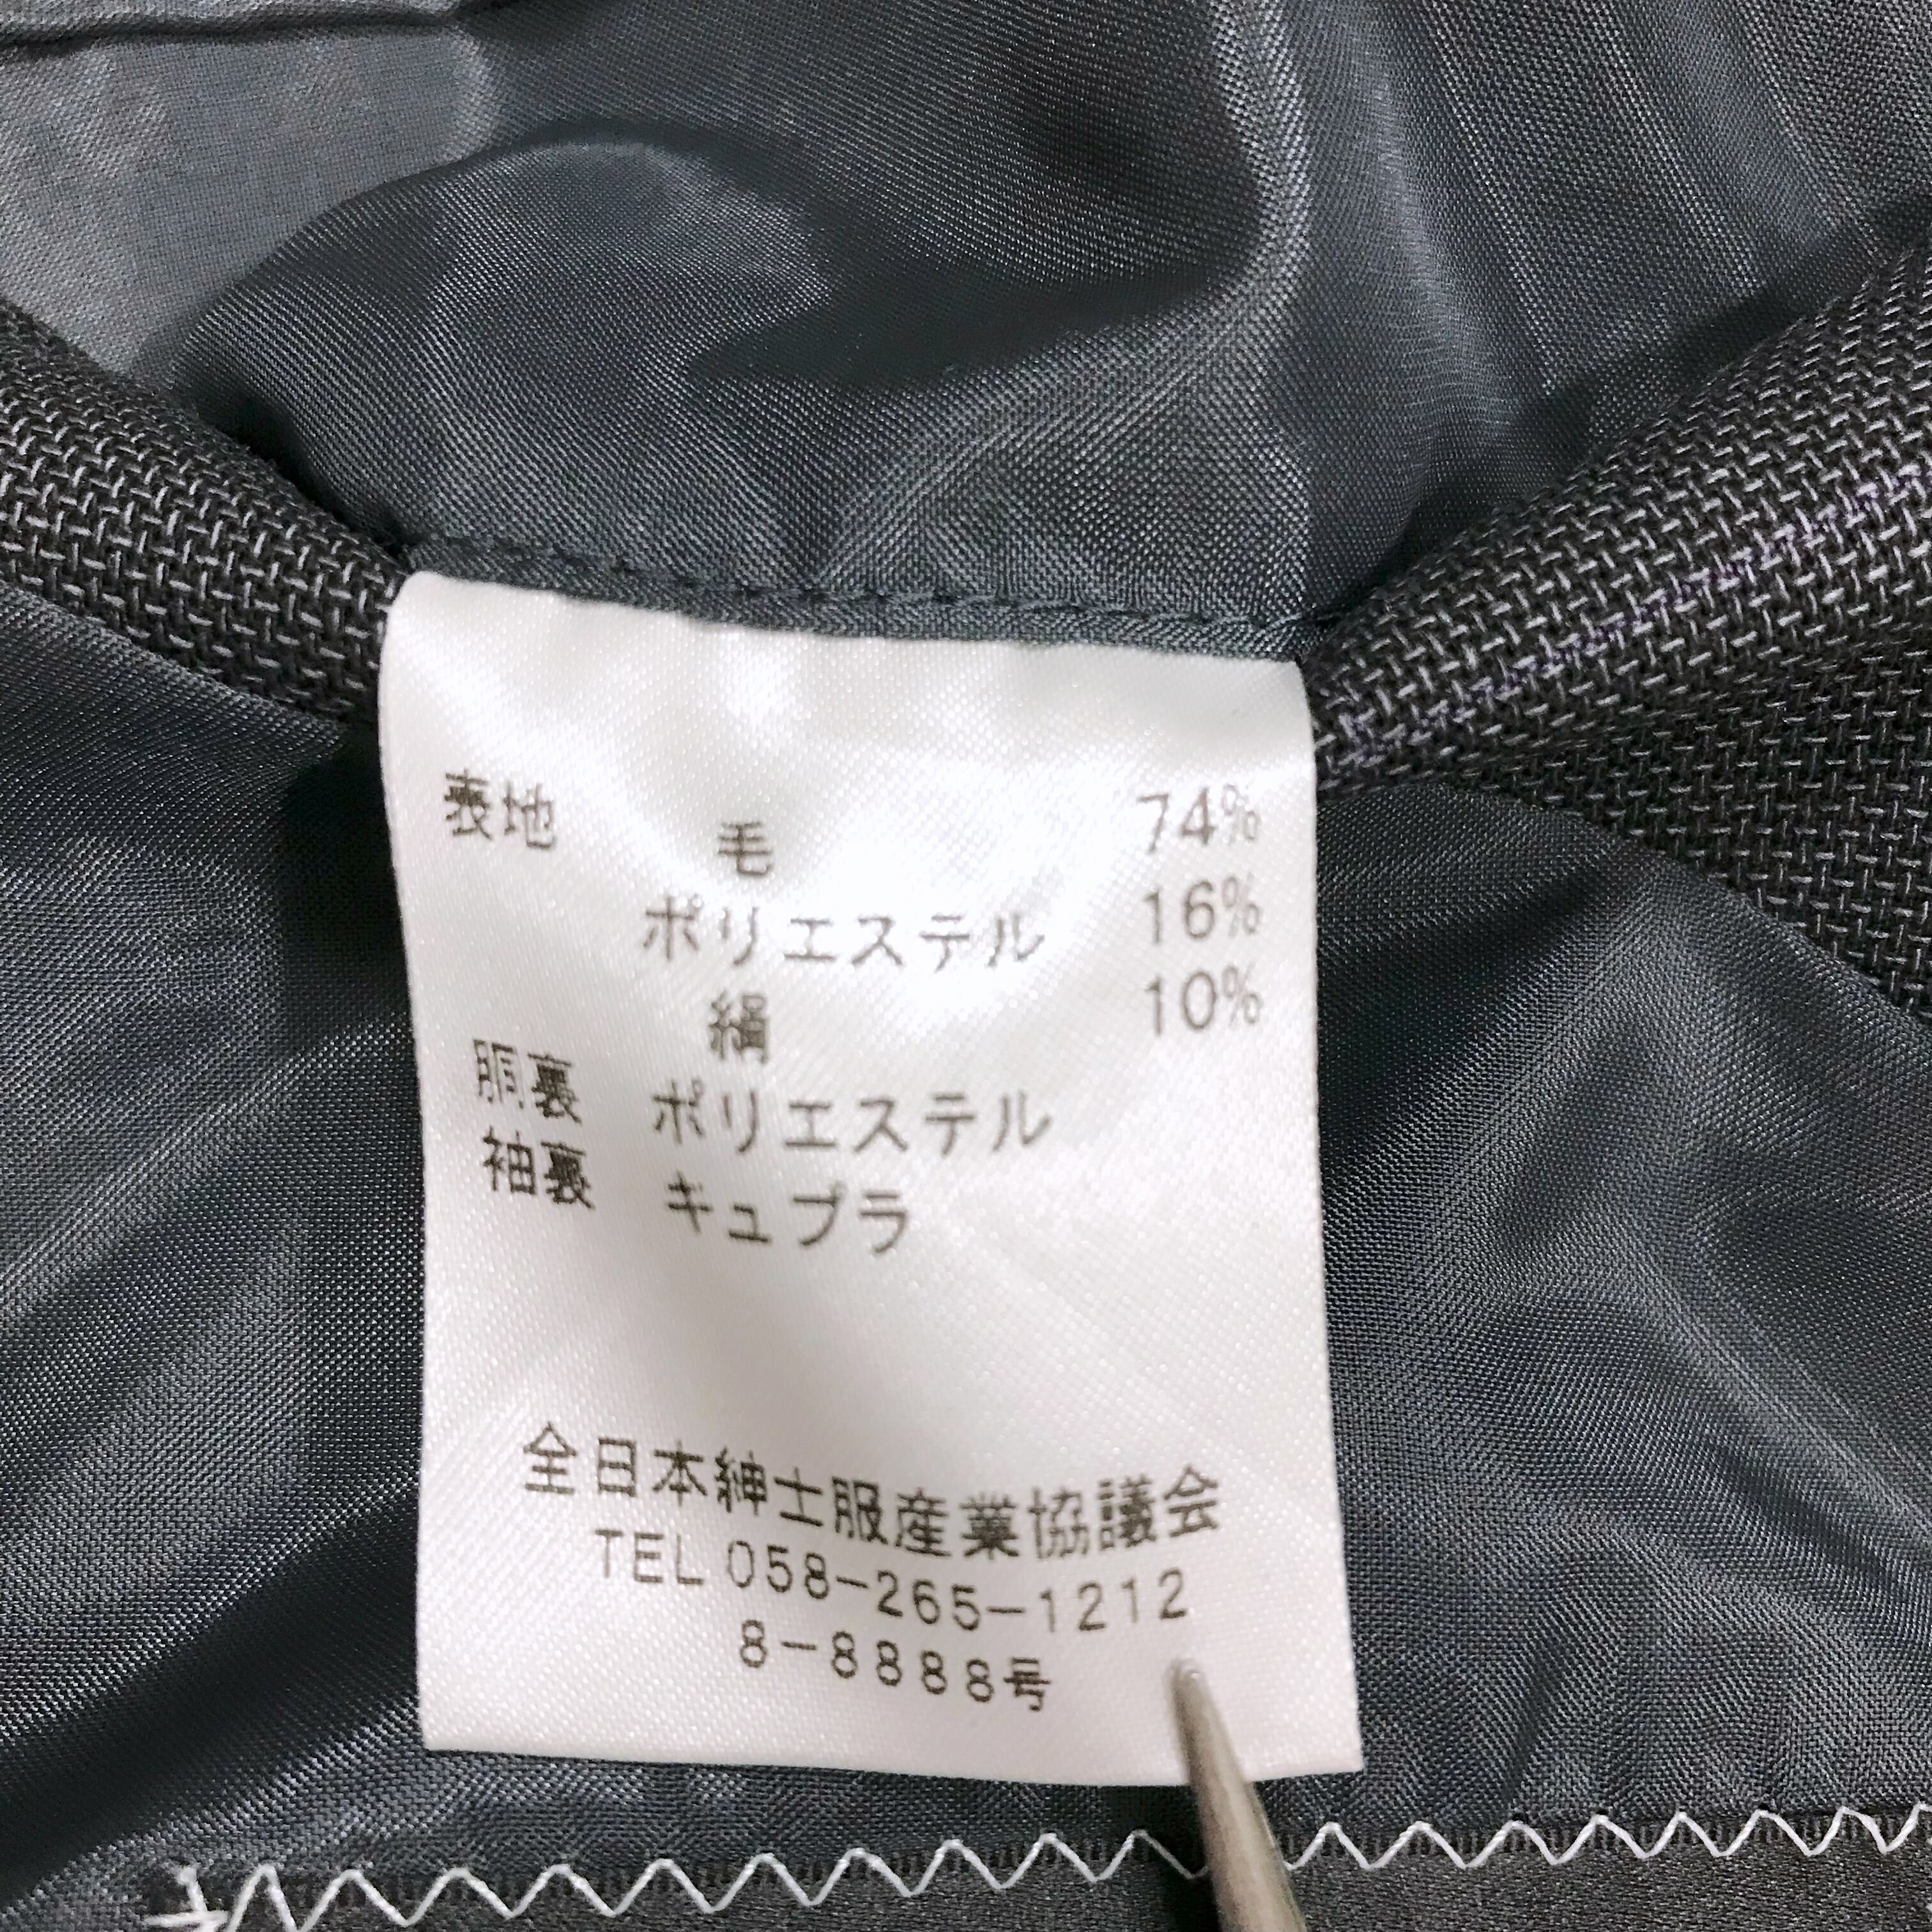 表地 毛 74%
ポリエステル 16%
絹 10%
胴裏 ポリエステル
袖裏 キュプラ
全日本紳士服産業協議会
TEL 058-265-1212
8-8888号